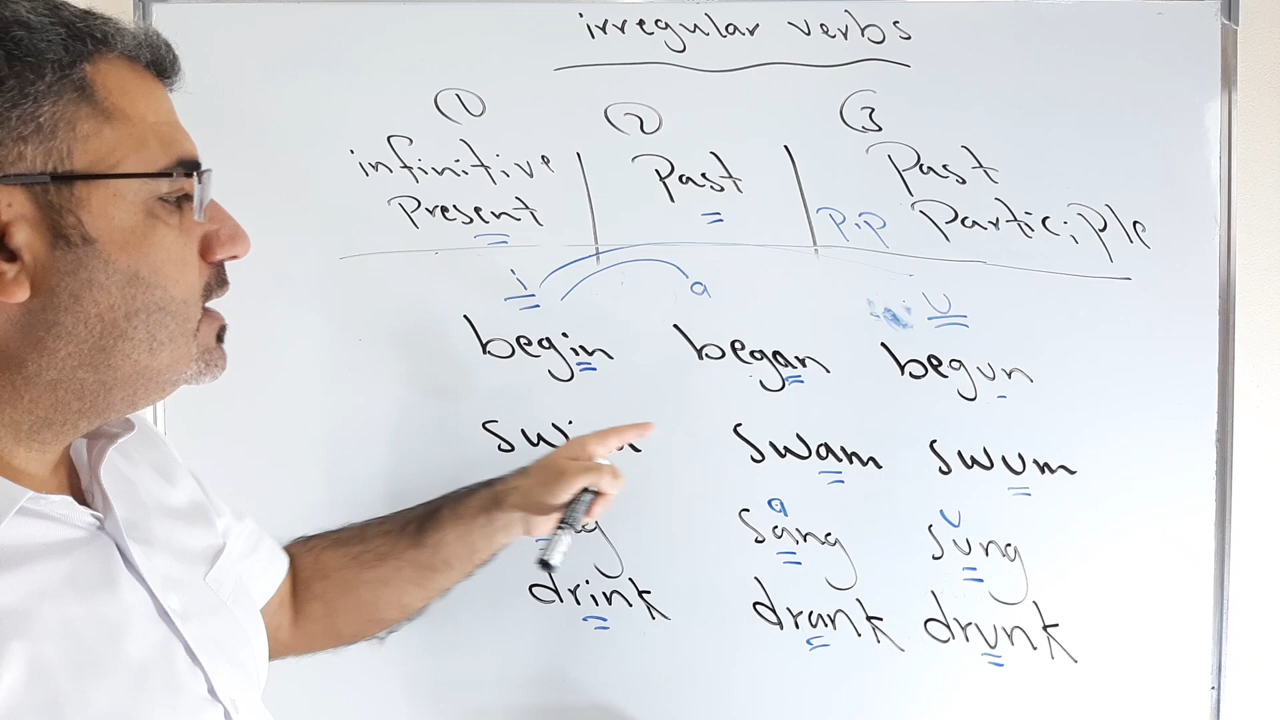 irregular verbs
① ② ③
infinitive Past Past
Present P.P Participle
i a u
begin began begun
swam swum
a u
sang sung
drink drank drunk